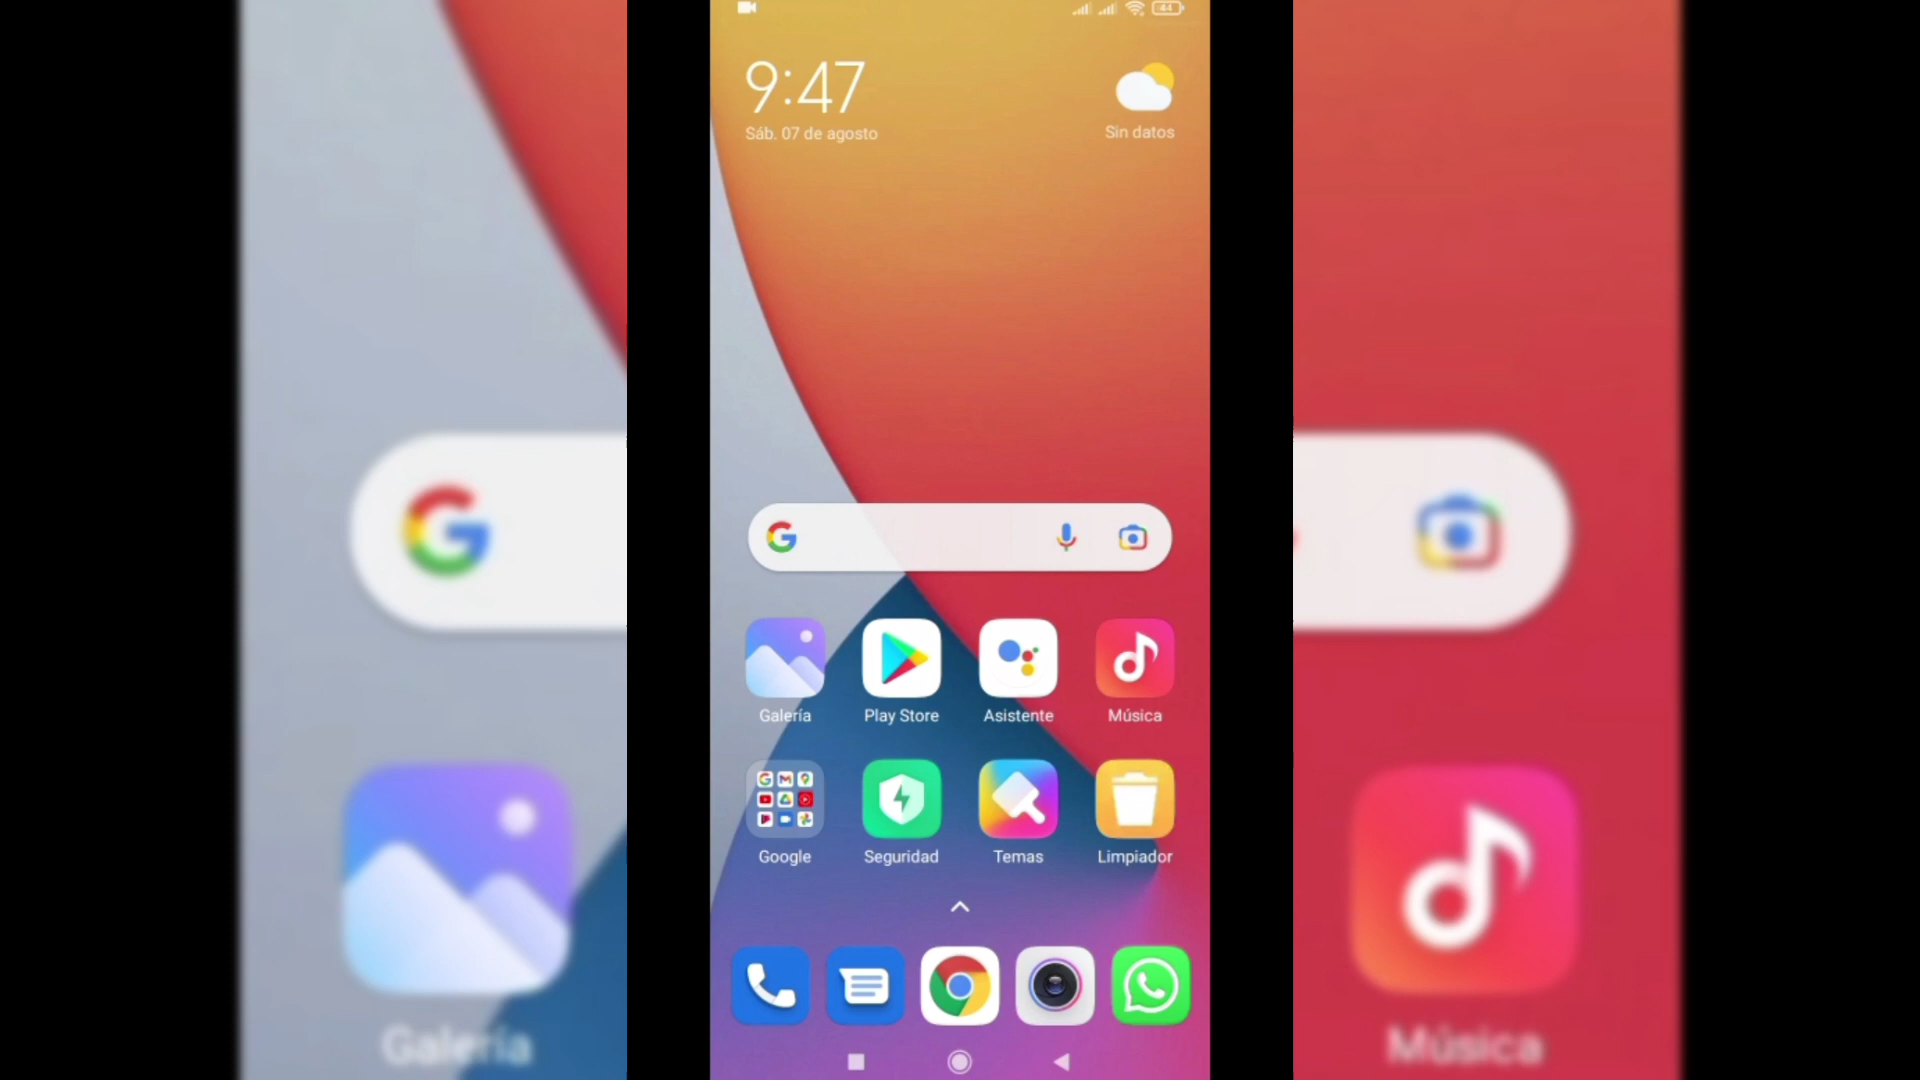 44
9:47
Sáb. 07 de agosto
Sin datos
Galería
Play Store
Asistente
Música
Google
Seguridad
Temas
Limpiador
Galería
Música